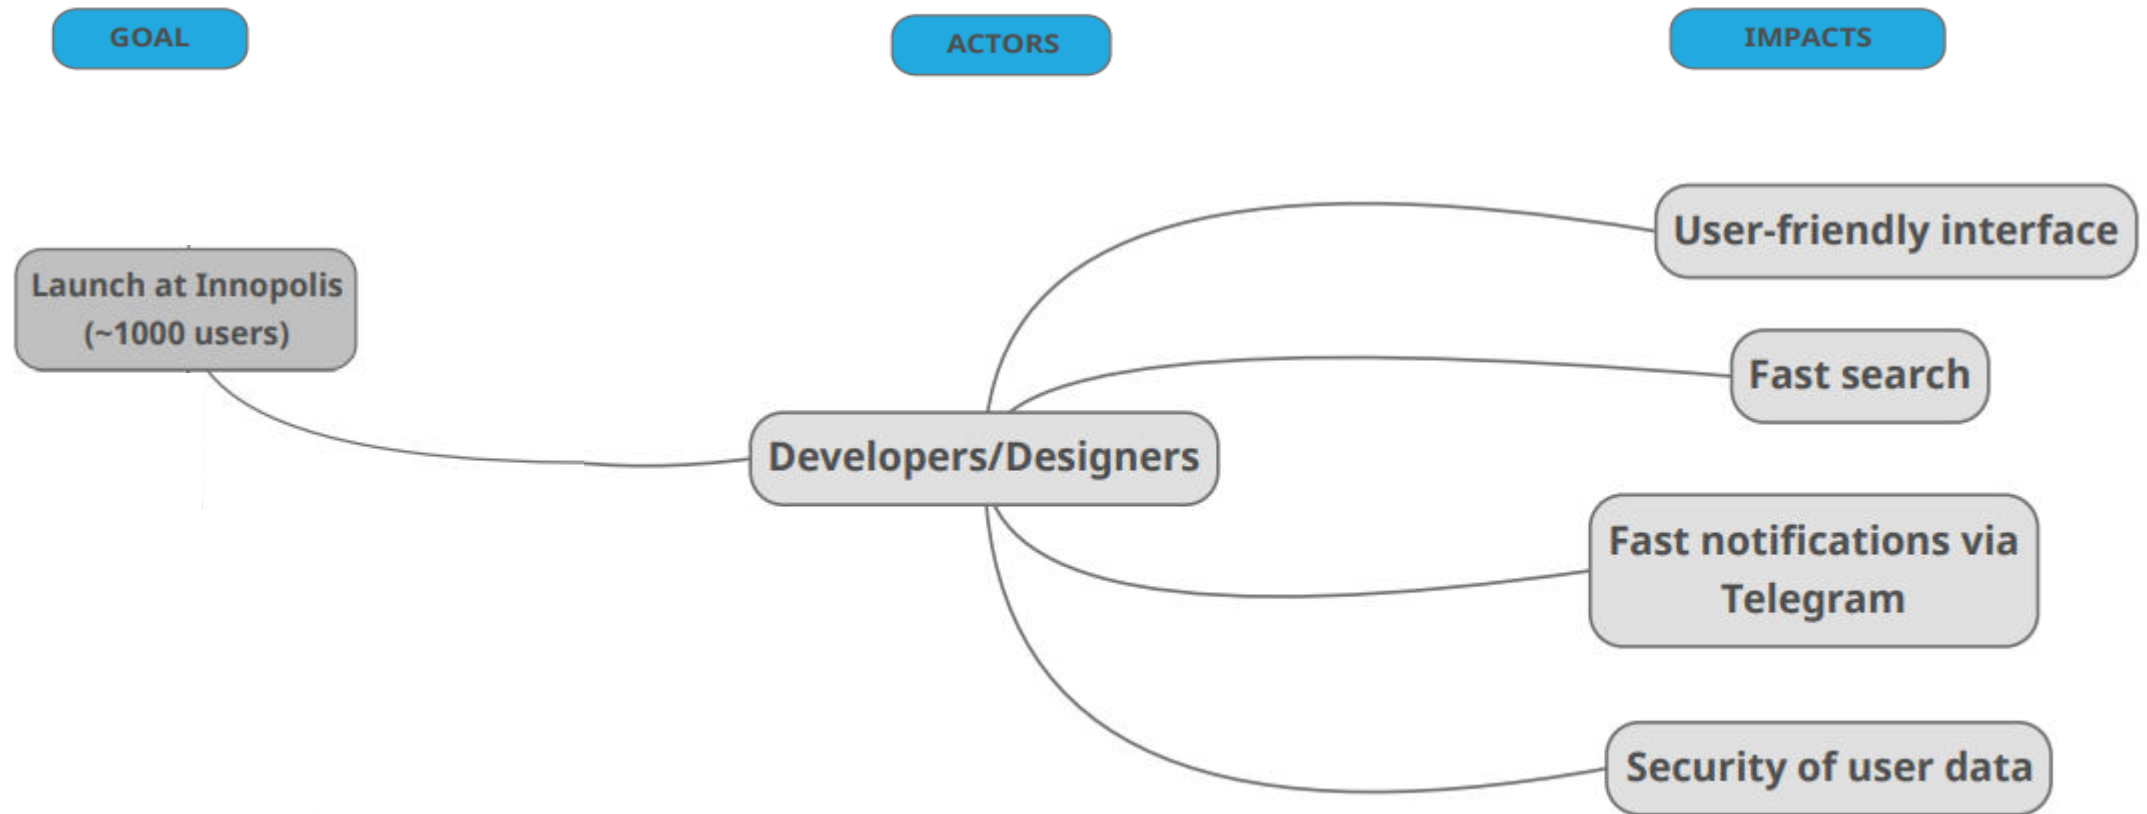 GOAL
ACTORS
IMPACTS
Launch at Innopolis
(~1000 users)
Developers/Designers
User-friendly interface
Fast search
Fast notifications via
Telegram
Security of user data